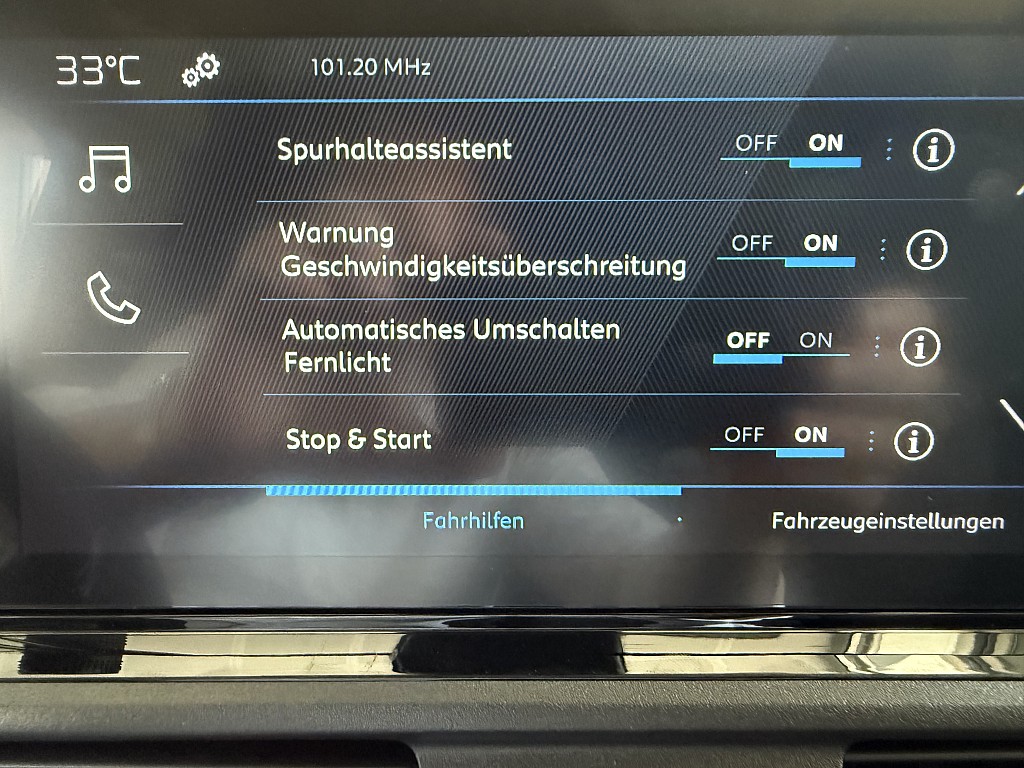 33°C
101.20 MHz
Spurhalteassistent
OFF ON
Warnung
Geschwindigkeitsüberschreitung
OFF ON
Automatisches Umschalten
Fernlicht
OFF ON
Stop & Start
OFF ON
Fahrhilfen
Fahrzeugeinstellungen